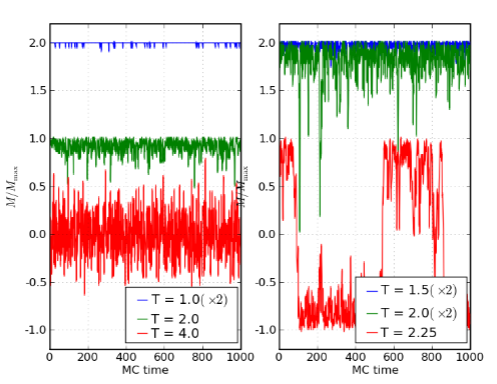 2.0
1.5
1.0
0.5
0.0
-0.5
-1.0
M/M_max
0 200 400 600 800 1000
MC time
T = 1.0(×2)
T = 2.0
T = 4.0
2.0
1.5
1.0
0.5
0.0
-0.5
-1.0
M/M_max
0 200 400 600 800 1000
MC time
T = 1.5(×2)
T = 2.0(×2)
T = 2.25